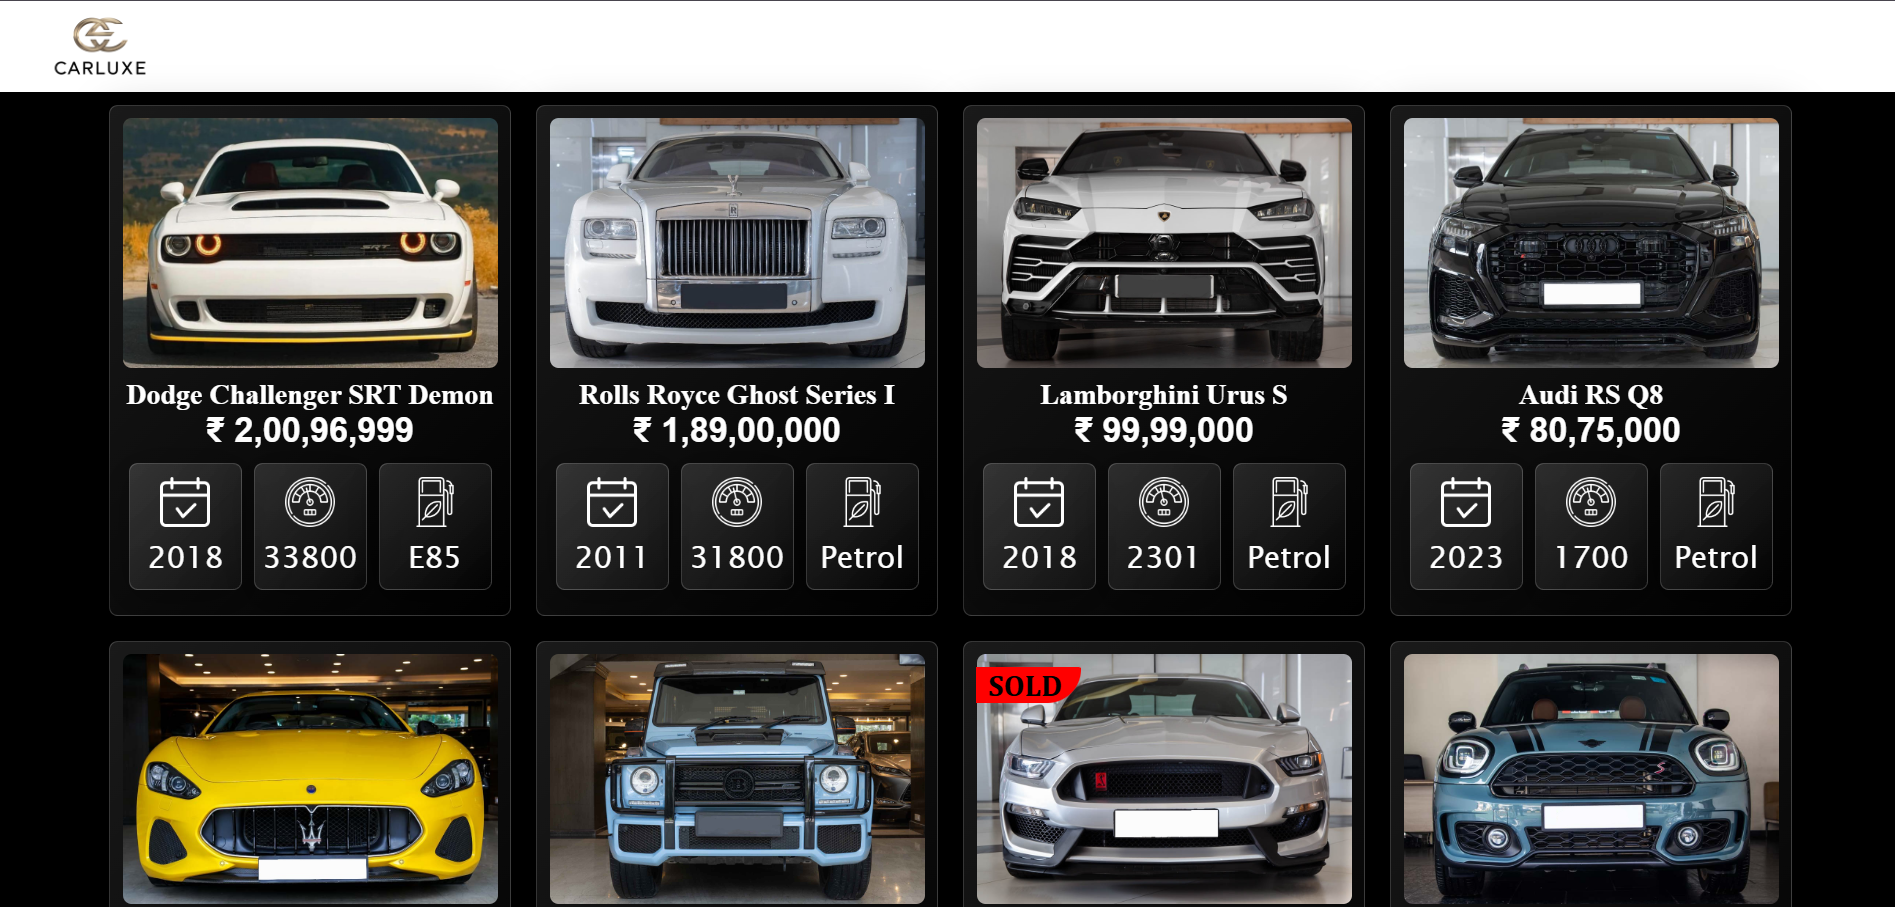 CARLUXE
SRT
Dodge Challenger SRT Demon
₹ 2,00,96,999
2018
33800
E85
R
Rolls Royce Ghost Series I
₹ 1,89,00,000
2011
31800
Petrol
Lamborghini Urus S
₹ 99,99,000
2018
2301
Petrol
Audi RS Q8
₹ 80,75,000
2023
1700
Petrol
SOLD
B
S